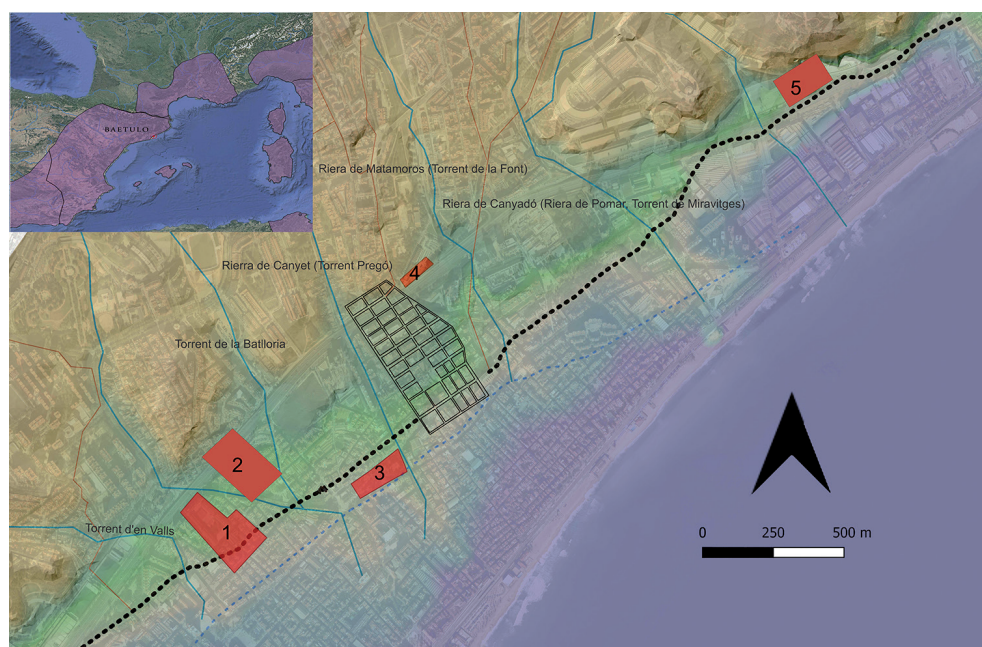 BAETULO
5
Riera de Matamoros (Torrent de la Font)
Riera de Canyadó (Riera de Pomar, Torrent de Miravitges)
Rierra de Canyet (Torrent Pregó)
4
Torrent de la Batlloria
2
3
1
Torrent d'en Valls
0 250 500 m